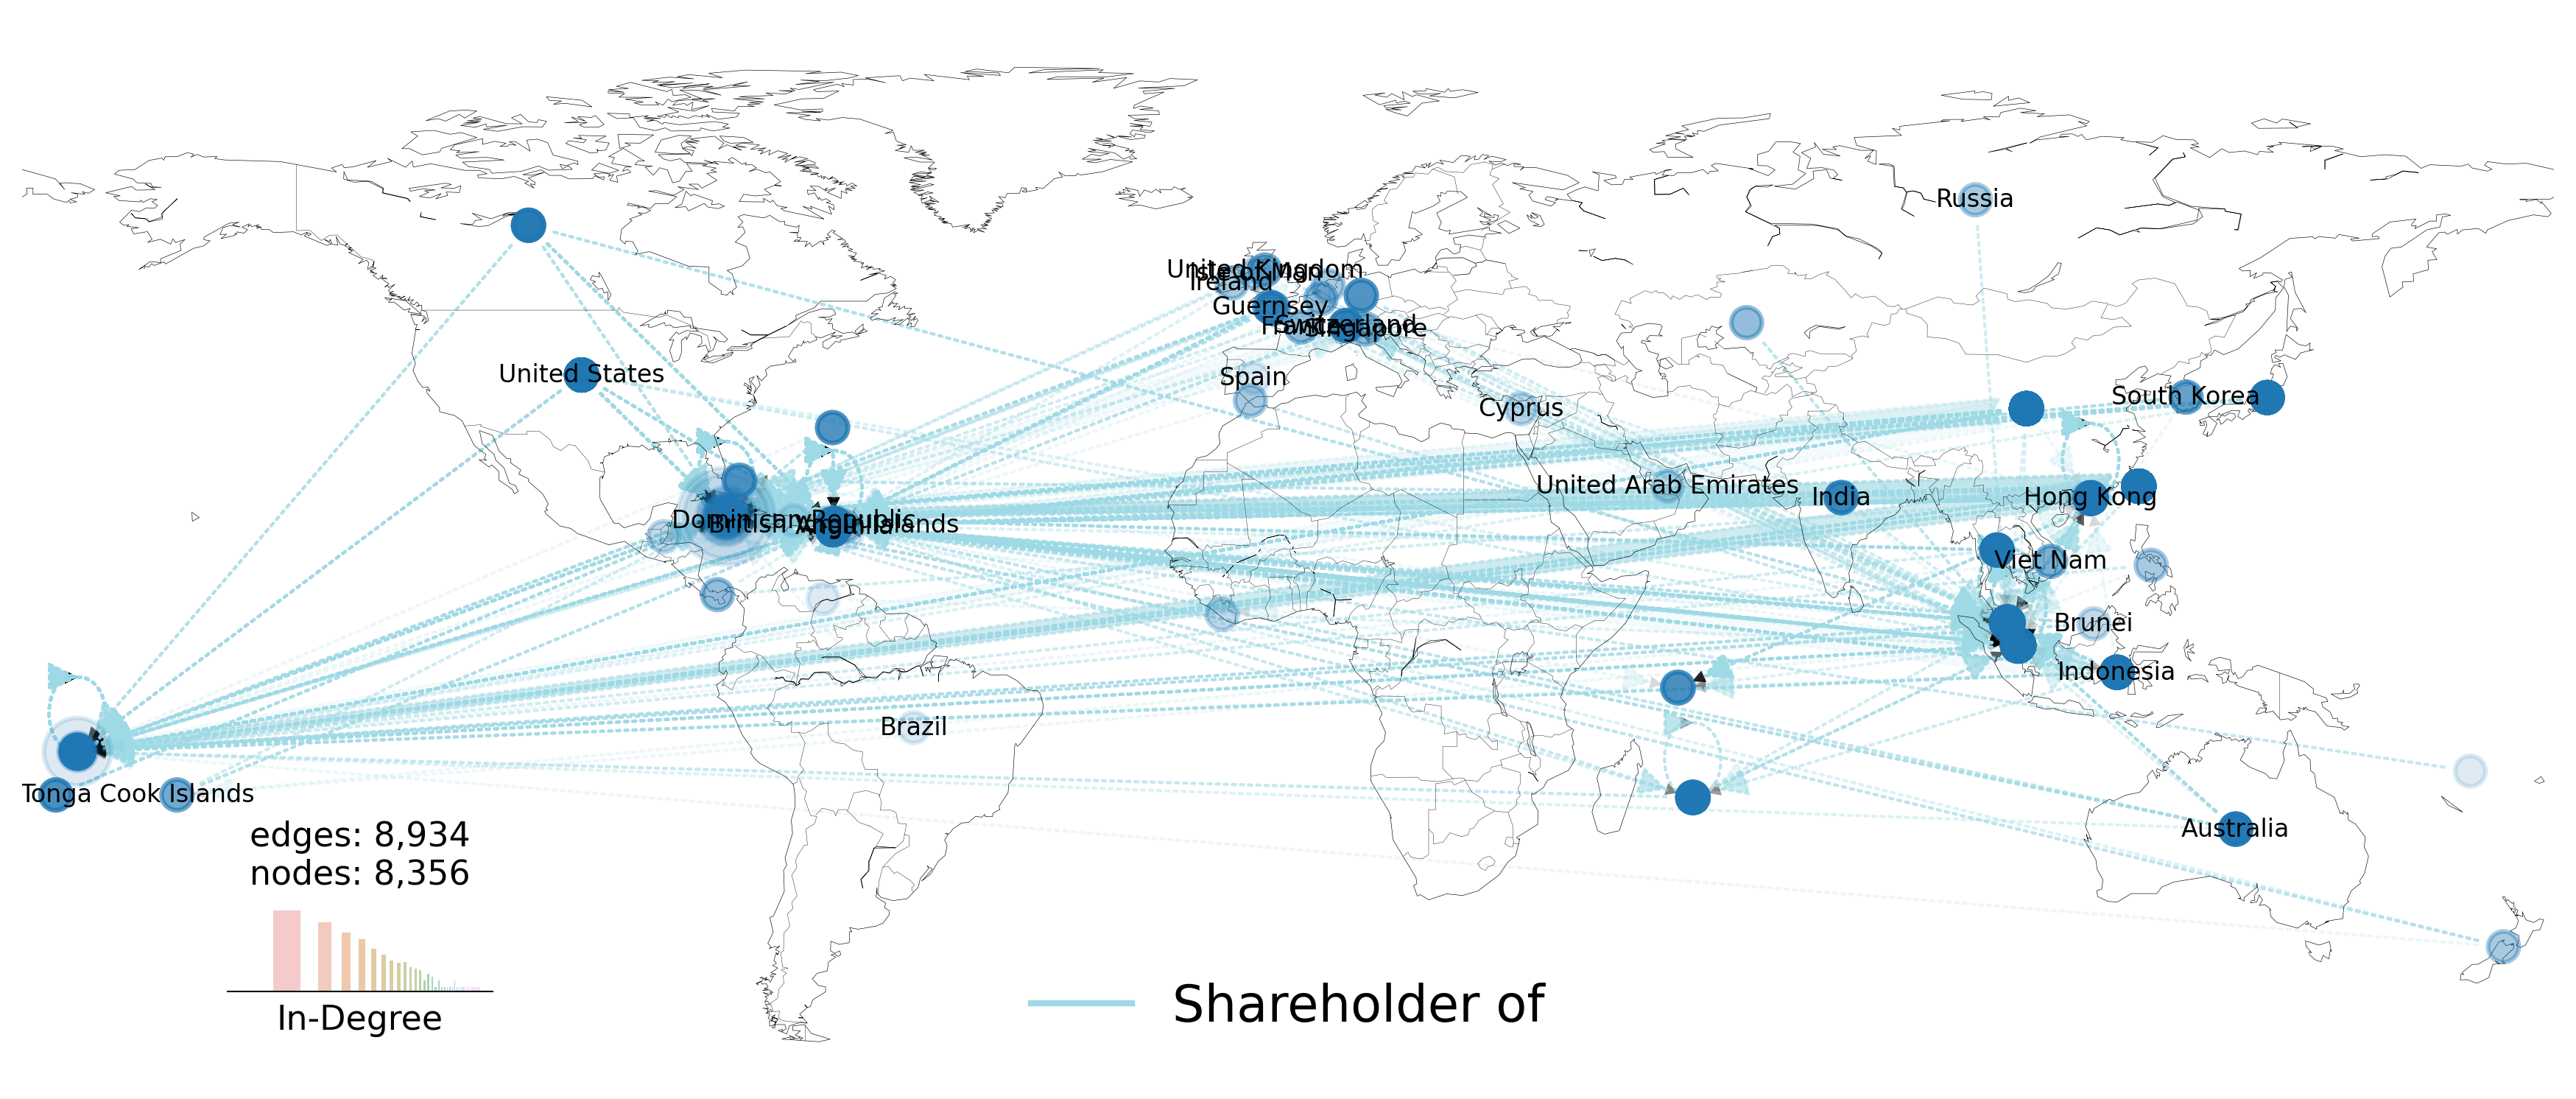 Russia
United Kingdom
Isle of Man
Ireland
Guernsey
France
Switzerland
Singapore
United States
Spain
South Korea
Cyprus
United Arab Emirates
India
Hong Kong
Dominican Republic
British Virgin Islands
Anguilla
Viet Nam
Brunei
Indonesia
Brazil
Tonga
Cook Islands
Australia
edges: 8,934
nodes: 8,356
In-Degree
Shareholder of